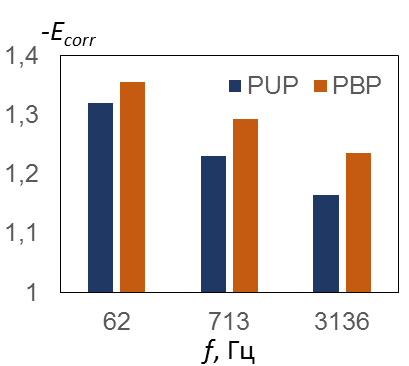 -Ecorr
1,4
PUP PBP
1,3
1,2
1,1
1
62 713 3136
f, Гц